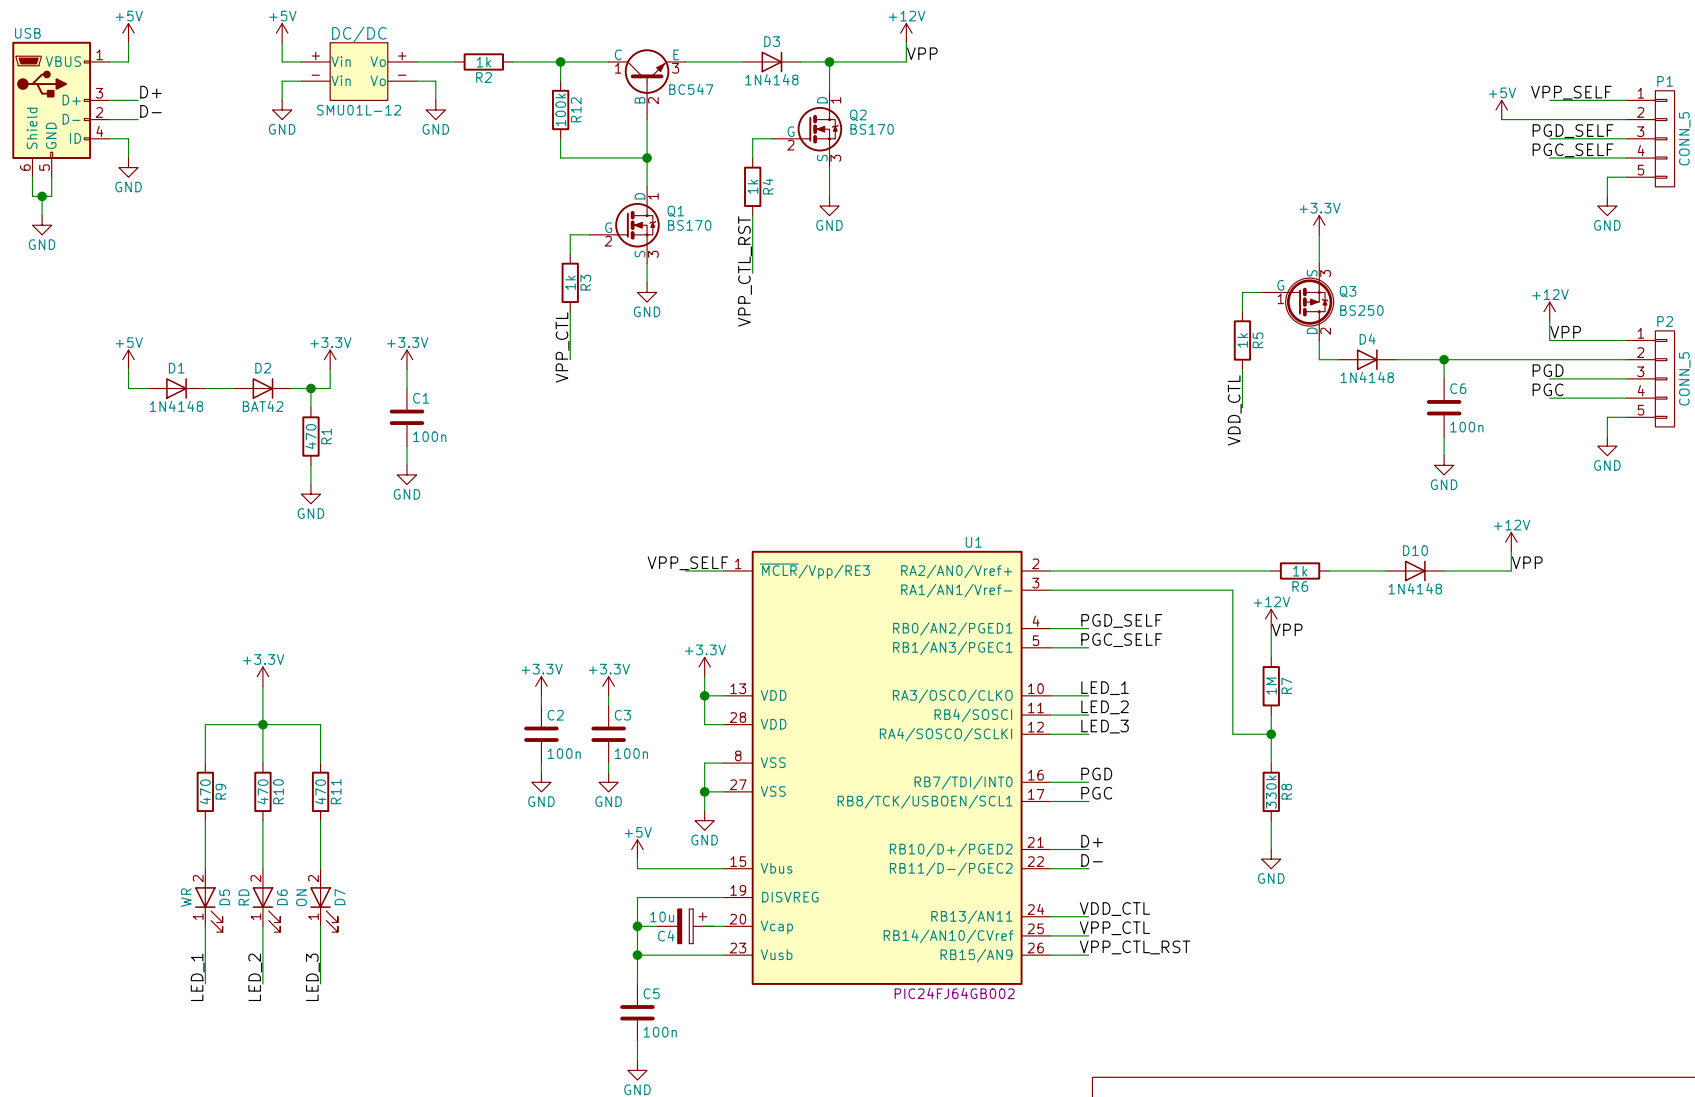 USB
+5V
VBUS 1
D+ 3 D+
D- 2 D-
ID 4
Shield
GND
6
5
GND
GND
+5V
DC/DC
+ Vin Vo +
- Vin Vo -
SMU01L-12
GND
GND
1k
R2
100k
R12
C
1
E
3
B
2
BC547
D3
1N4148
+12V
VPP
Q2
BS170
D
1
G
2
S
3
GND
1k
R4
VPP_CTL_RST
Q1
BS170
D
1
G
2
S
3
GND
1k
R3
VPP_CTL
P1
VPP_SELF 1
+5V 2
PGD_SELF 3
PGC_SELF 4
5
CONN_5
GND
+3.3V
S
3
G
1
Q3
BS250
D
2
1k
R5
VDD_CTL
D4
1N4148
C6
100n
GND
+12V
VPP
P2
1
2
PGD 3
PGC 4
5
CONN_5
GND
+5V
D1
1N4148
D2
BAT42
+3.3V
470
R1
GND
+3.3V
C1
100n
GND
U1
VPP_SELF 1 MCLR/Vpp/RE3
13 VDD
28 VDD
8 VSS
27 VSS
15 Vbus
19 DISVREG
20 Vcap
23 Vusb
RA2/AN0/Vref+ 2
RA1/AN1/Vref- 3
RB0/AN2/PGED1 4 PGD_SELF
RB1/AN3/PGEC1 5 PGC_SELF
RA3/OSCO/CLKO 10 LED_1
RB4/SOSCI 11 LED_2
RA4/SOSCO/SCLKI 12 LED_3
RB7/TDI/INT0 16 PGD
RB8/TCK/USBOEN/SCL1 17 PGC
RB10/D+/PGED2 21 D+
RB11/D-/PGEC2 22 D-
RB13/AN11 24 VDD_CTL
RB14/AN10/CVref 25 VPP_CTL
RB15/AN9 26 VPP_CTL_RST
PIC24FJ64GB002
1k
R6
D10
1N4148
+12V
VPP
+12V
VPP
1M
R7
330k
R8
GND
+3.3V
+3.3V
+3.3V
C2
100n
GND
C3
100n
GND
GND
+5V
10u
+
C4
C5
100n
GND
+3.3V
470
R9
470
R10
470
R11
WR
2
1
D5
RD
2
1
D6
ON
2
1
D7
LED_1
LED_2
LED_3